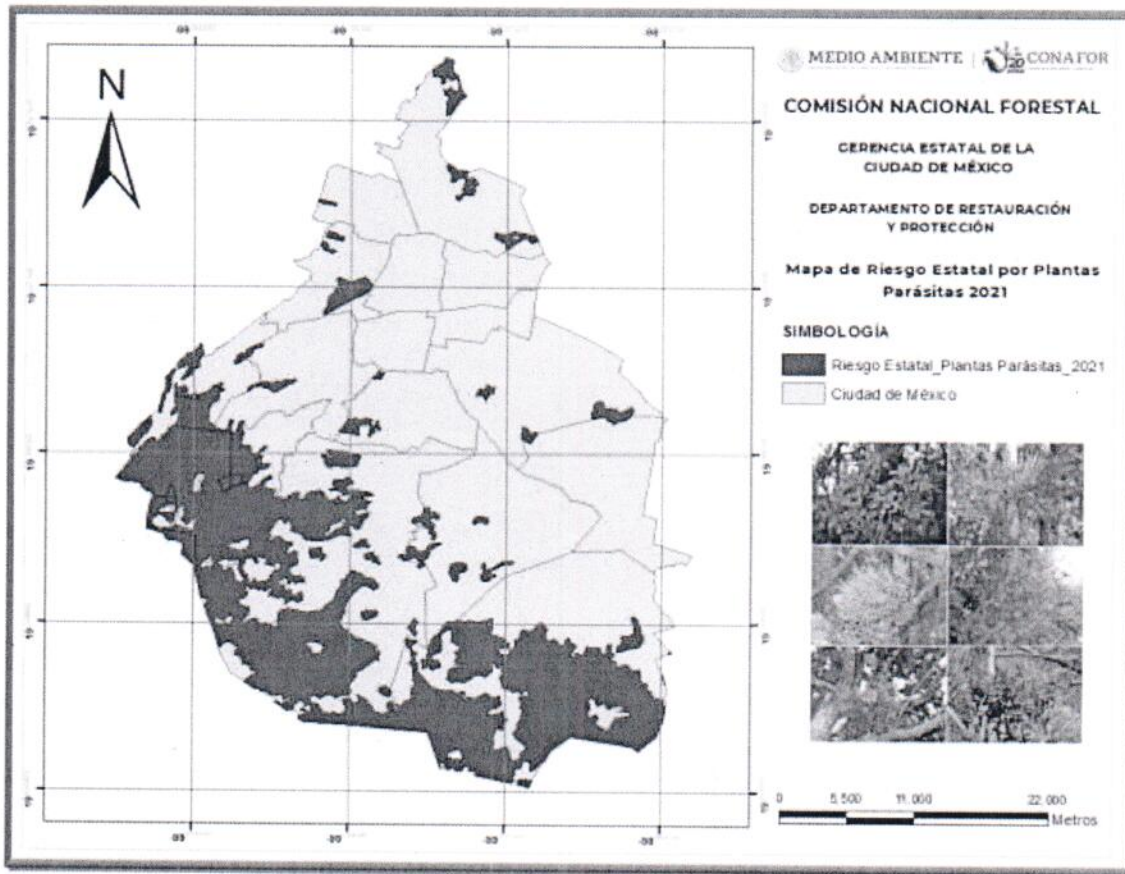 N
MEDIO AMBIENTE
20
CONAFOR
COMISIÓN NACIONAL FORESTAL
GERENCIA ESTATAL DE LA
CIUDAD DE MÉXICO
DEPARTAMENTO DE RESTAURACIÓN
Y PROTECCIÓN
Mapa de Riesgo Estatal por Plantas
Parásitas 2021
SIMBOLOGÍA
Riesgo Estatal_Plantas Parásitas_2021
Ciudad de México
0 5,500 11,000 22,000
Metros